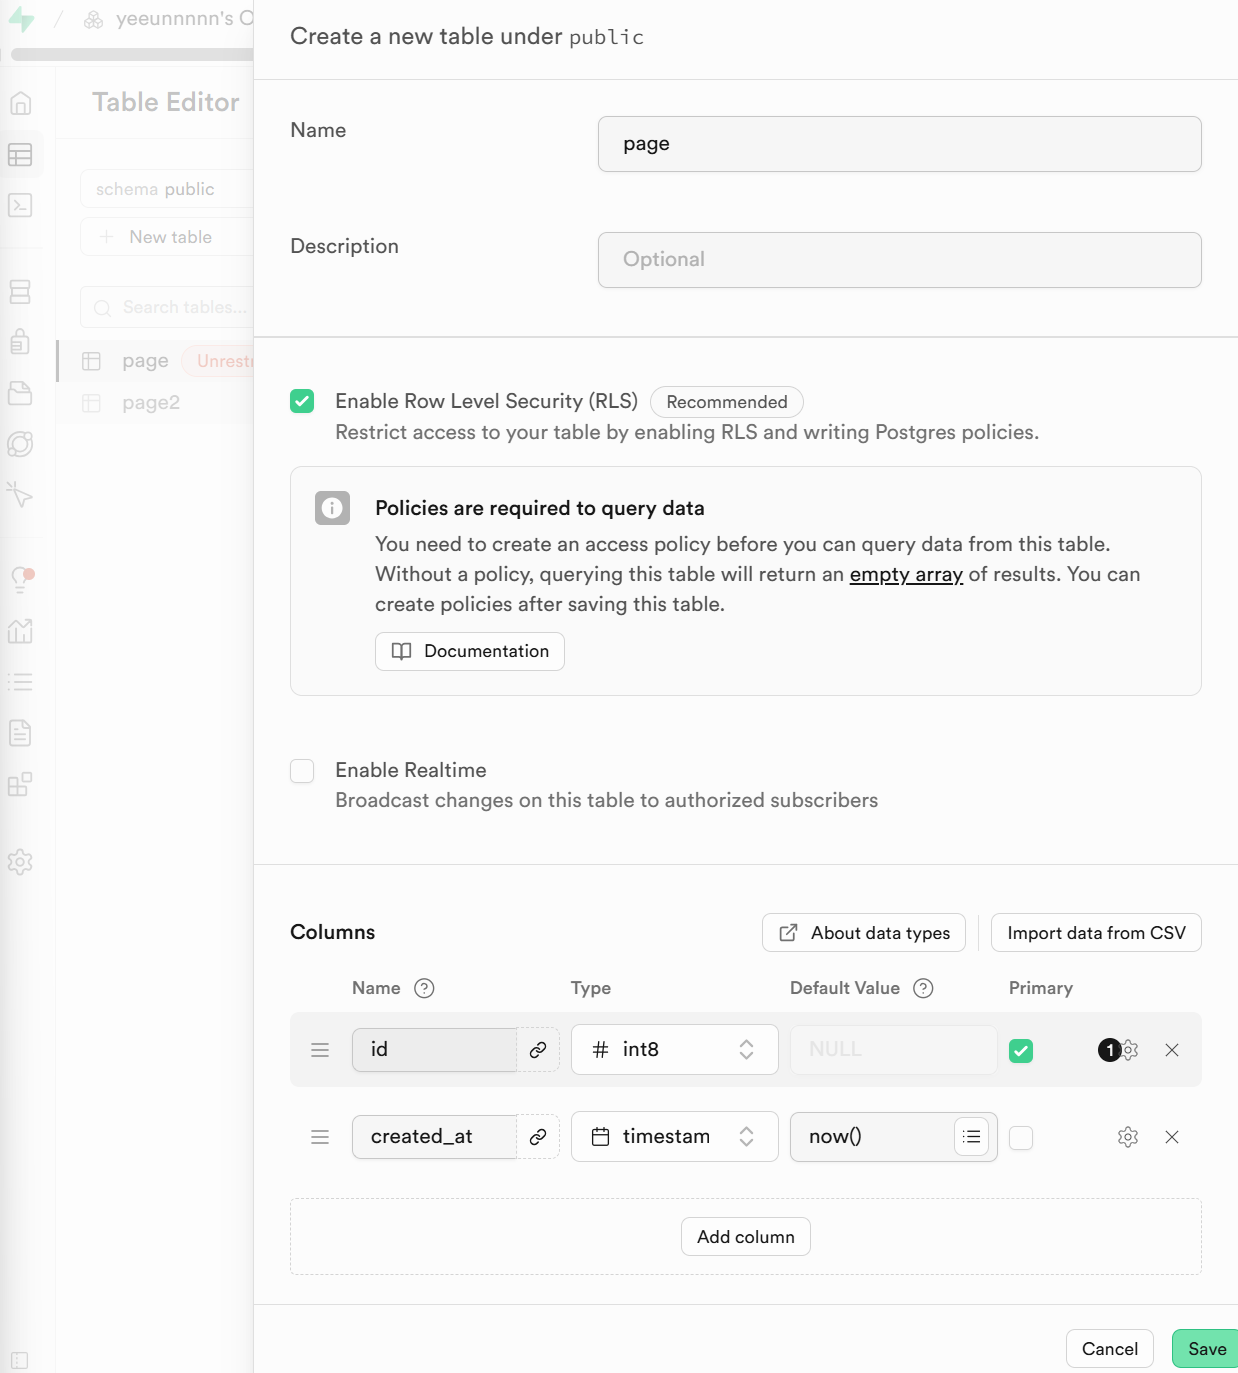 yeeunnnnn's
Create a new table under public
Table Editor
schema public
New table
Search tables...
page
page2
Name
page
Description
Optional
Enable Row Level Security (RLS)
Recommended
Restrict access to your table by enabling RLS and writing Postgres policies.
Policies are required to query data
You need to create an access policy before you can query data from this table.
Without a policy, querying this table will return an empty array of results. You can
create policies after saving this table.
Documentation
Enable Realtime
Broadcast changes on this table to authorized subscribers
Columns
About data types
Import data from CSV
Name
Type
Default Value
Primary
id
int8
NULL
1
created_at
timestam
now()
Add column
Cancel
Save